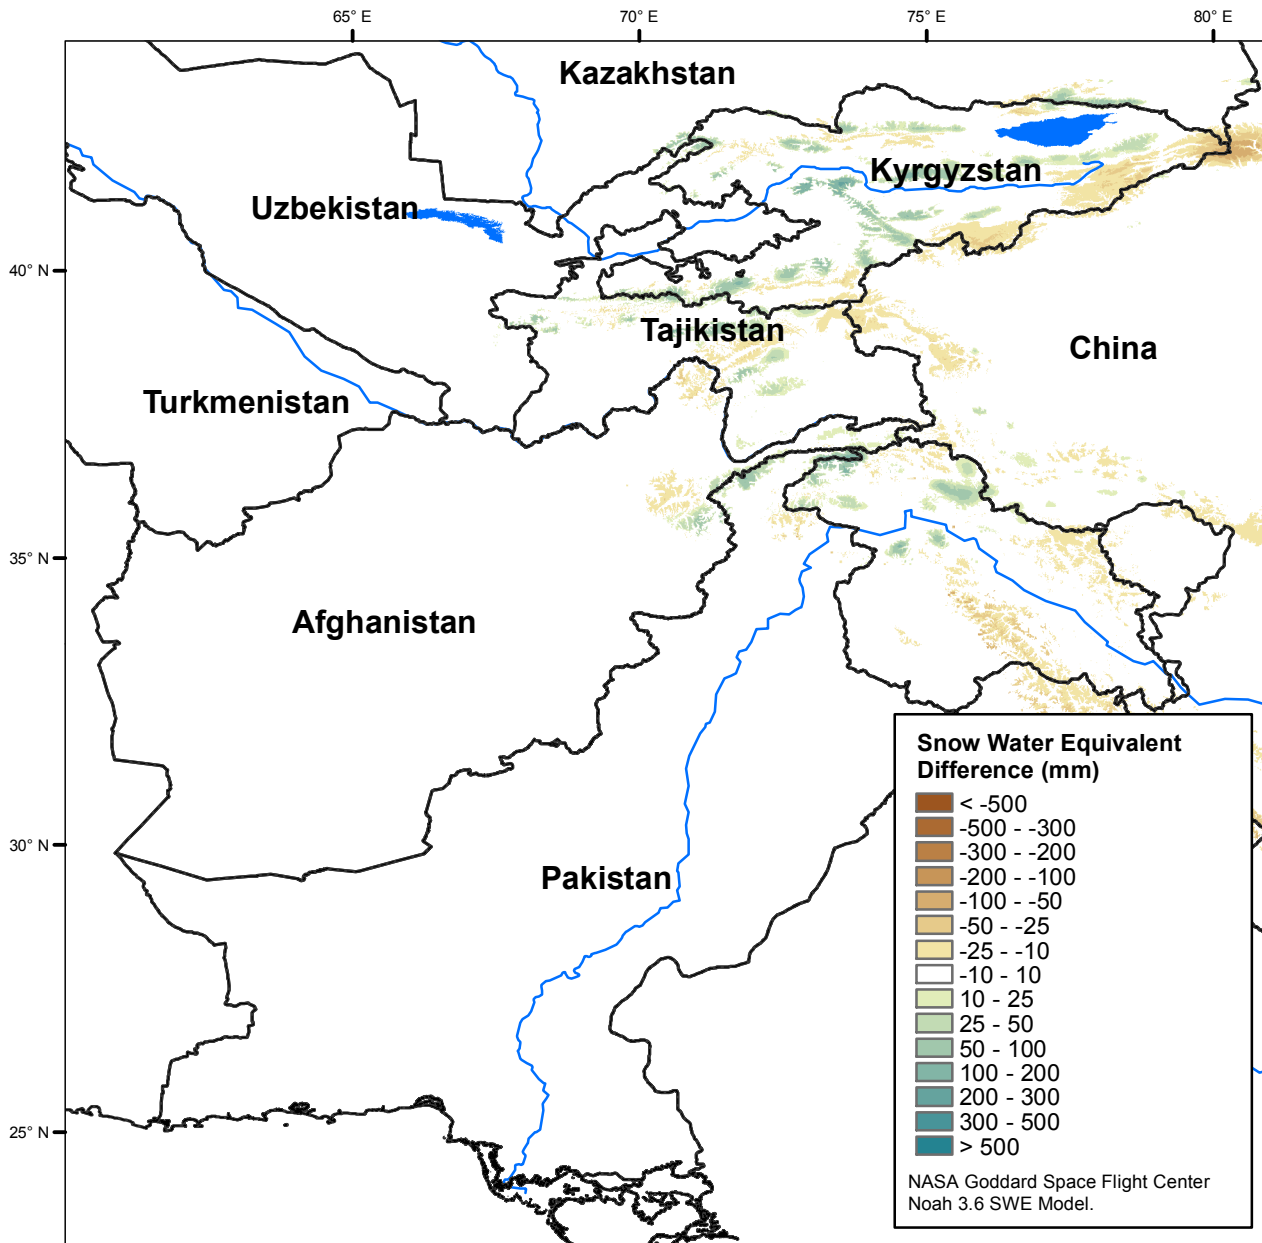 65° E
70° E
75° E
80° E
Kazakhstan
Kyrgyzstan
Uzbekistan
40° N
Tajikistan
China
Turkmenistan
35° N
Afghanistan
30° N
Pakistan
25° N
Snow Water Equivalent
Difference (mm)
< -500
-500 - -300
-300 - -200
-200 - -100
-100 - -50
-50 - -25
-25 - -10
-10 - 10
10 - 25
25 - 50
50 - 100
100 - 200
200 - 300
300 - 500
> 500
NASA Goddard Space Flight Center
Noah 3.6 SWE Model.